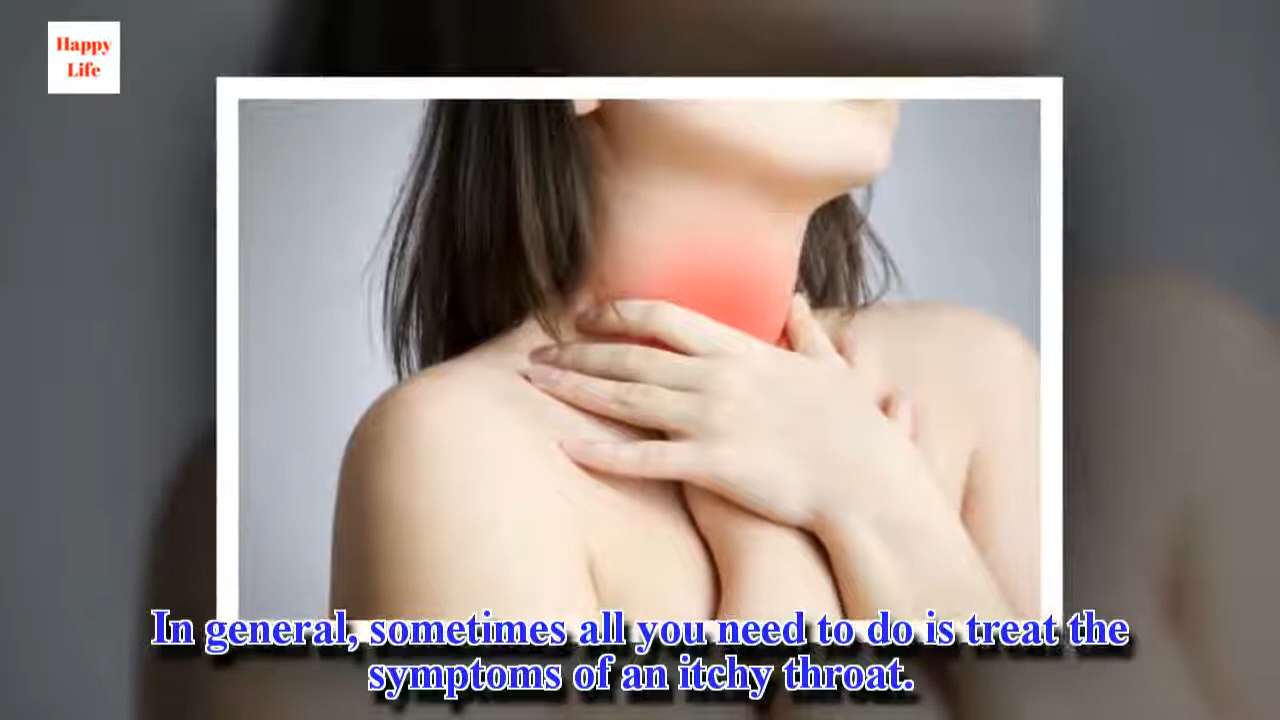 Happy
Life
In general, sometimes all you need to do is treat the
symptoms of an itchy throat.